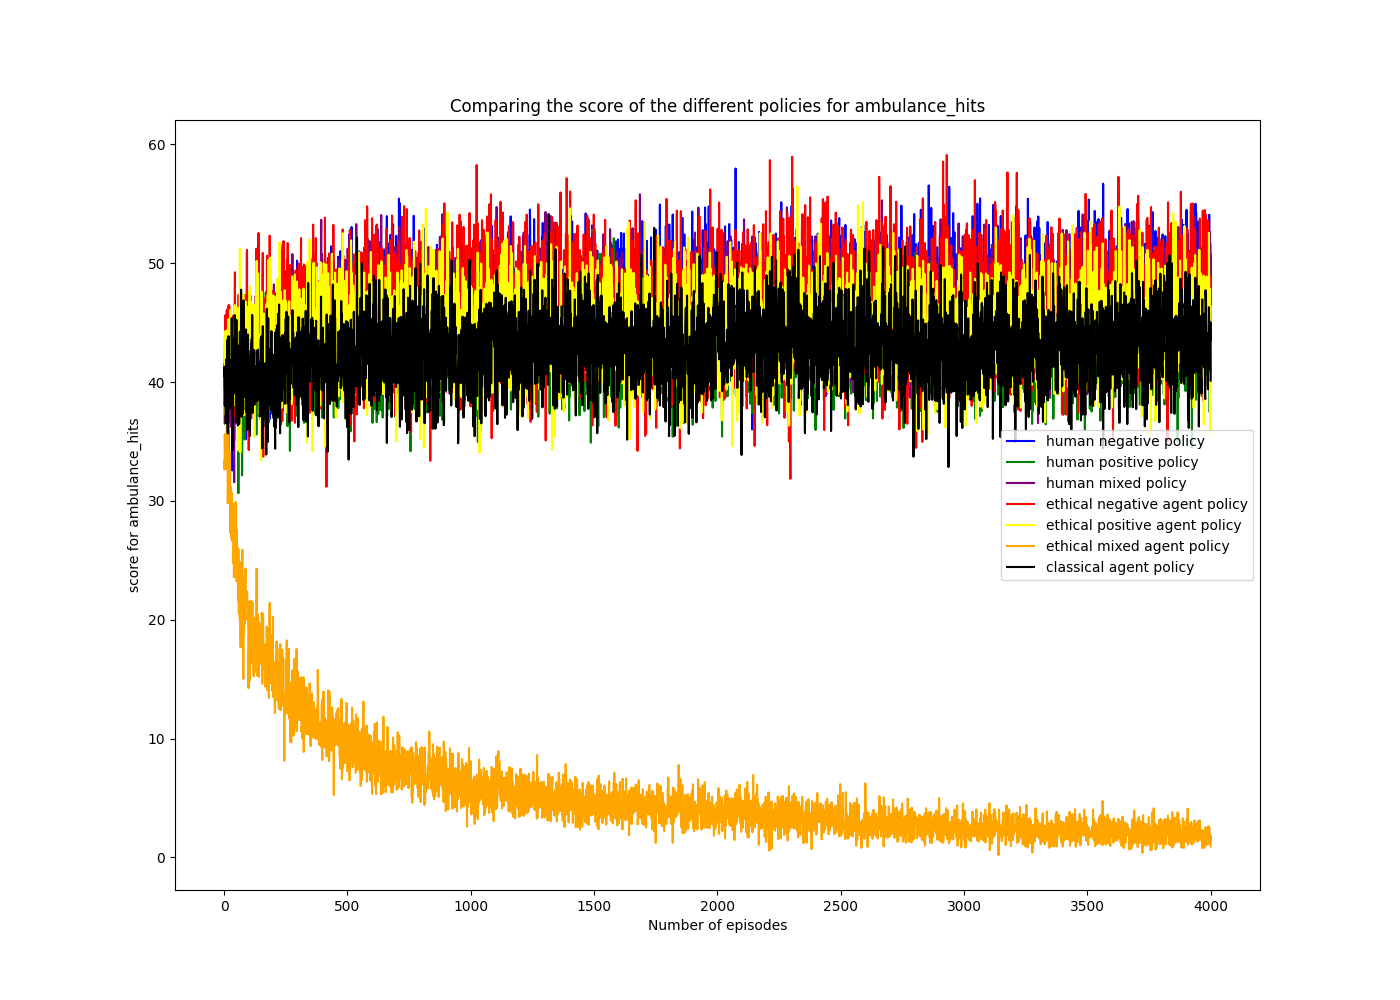 Comparing the score of the different policies for ambulance_hits
60
50
40
30
20
10
0
score for ambulance_hits
human negative policy
human positive policy
human mixed policy
ethical negative agent policy
ethical positive agent policy
ethical mixed agent policy
classical agent policy
0 500 1000 1500 2000 2500 3000 3500 4000
Number of episodes